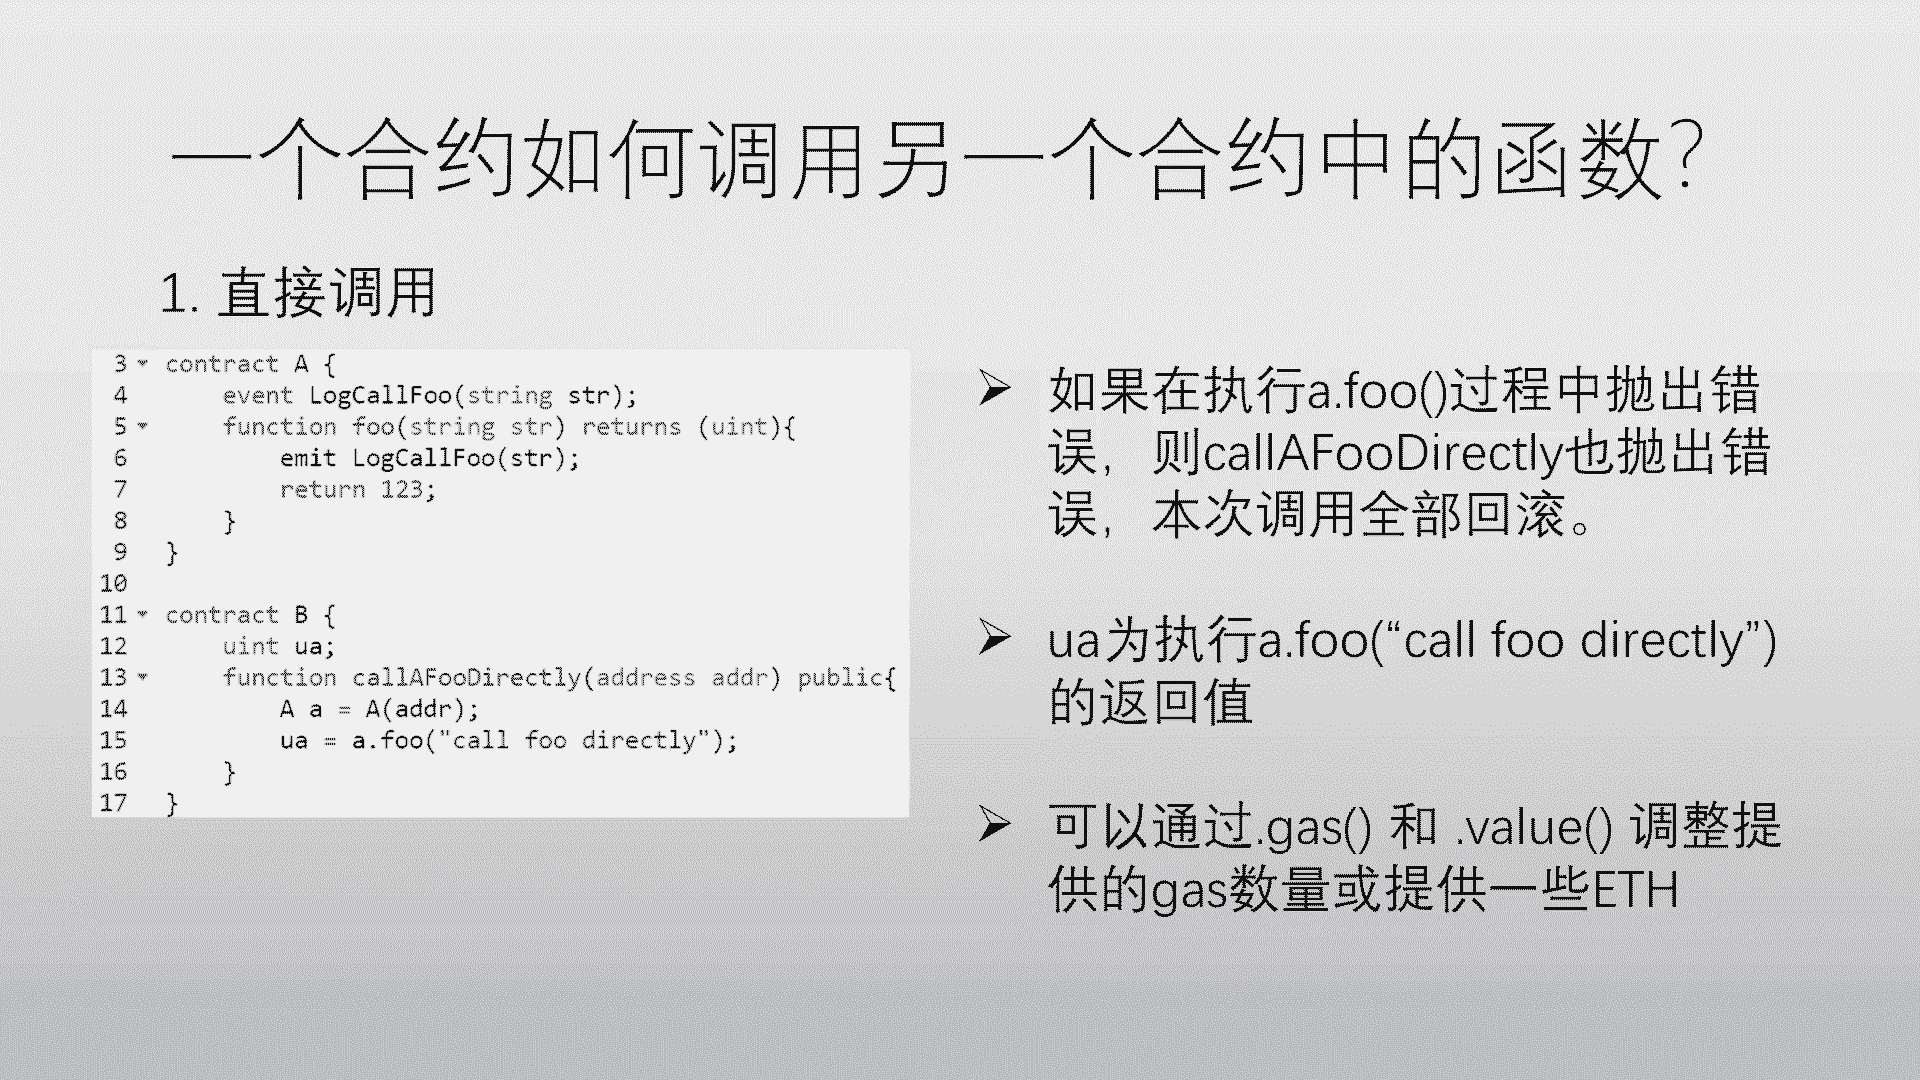 一个合约如何调用另一个合约中的函数？
1. 直接调用
3 contract A {
4 event LogCallFoo(string str);
5 function foo(string str) returns (uint){
6 emit LogCallFoo(str);
7 return 123;
8 }
9 }
10
11 contract B {
12 uint ua;
13 function callAFooDirectly(address addr) public{
14 A a = A(addr);
15 ua = a.foo("call foo directly");
16 }
17 }
➢ 如果在执行a.foo()过程中抛出错
误，则callAFooDirectly也抛出错
误，本次调用全部回滚。
➢ ua为执行a.foo(“call foo directly”)
的返回值
➢ 可以通过.gas() 和 .value() 调整提
供的gas数量或提供一些ETH